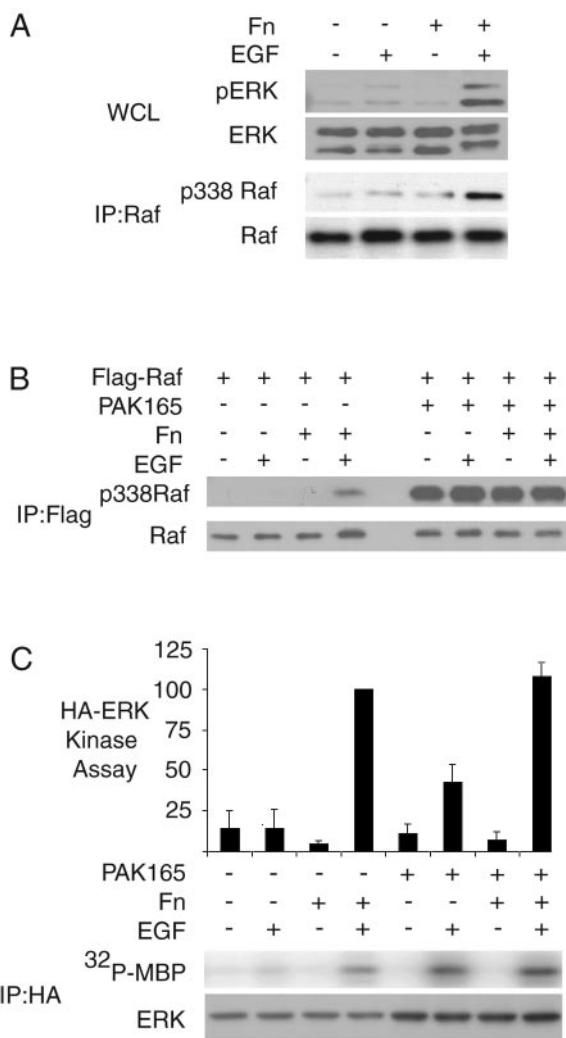 A
Fn - - + +
EGF - + - +
WCL
pERK
ERK
IP:Raf
p338 Raf
Raf
B
Flag-Raf + + + + + + + +
PAK165 - - - - + + + +
Fn - - + + - - + +
EGF - + - + - + - +
IP:Flag
p338Raf
Raf
C
HA-ERK
Kinase
Assay
125
100
75
50
25
PAK165 - - - - + + + +
Fn - - + + - - + +
EGF - + - + - + - +
IP:HA
32P-MBP
ERK